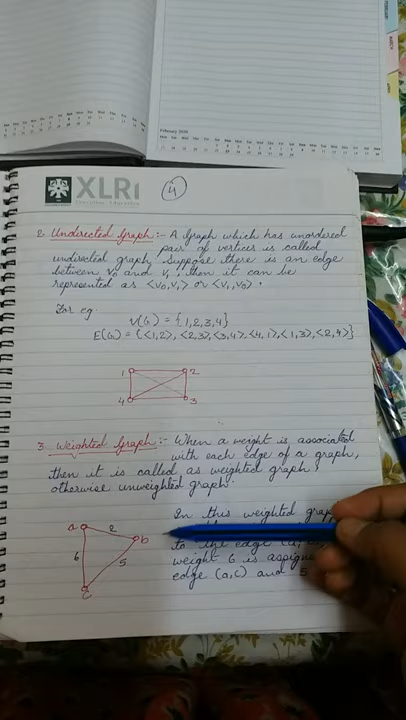 February 2020
XLRI
4
2. Undirected Graph :- A Graph which has unordered
pair of vertices is called
undirected graph. Suppose there is an edge
between V0 and V1, then it can be
represented as <V0,V1> or <V1,V0>.
For eg.
V(G) = {1,2,3,4}
E(G) = {<1,2>, <2,3>, <3,4>, <4,1>, <1,3>, <2,4>}
1 2
4 3
3. Weighted Graph :- When a weight is associated
with each edge of a graph,
then it is called as weighted graph,
otherwise unweighted graph.
In this weighted
a 2 b
to the edge
6 5
weight 6 is
c
edge (a,c) and 5